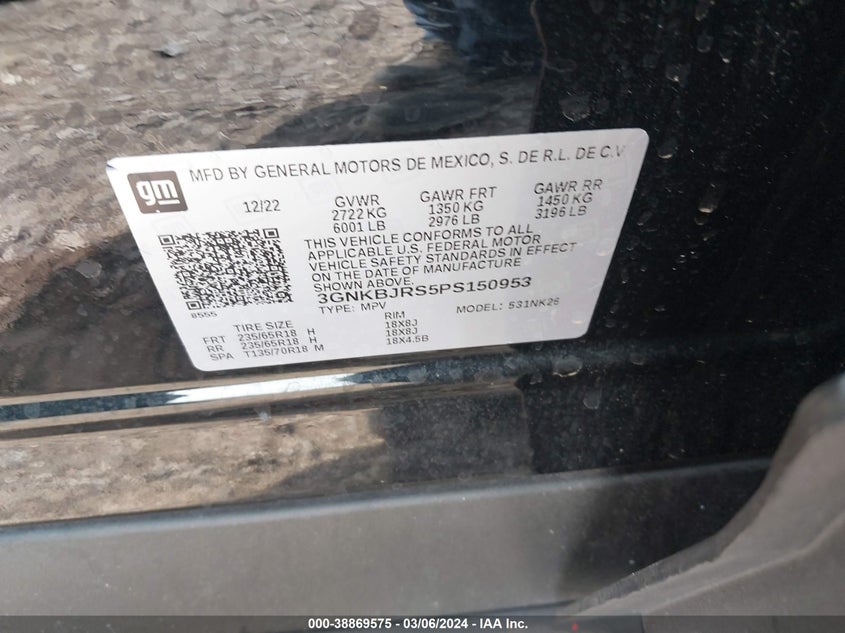 gm
MFD BY GENERAL MOTORS DE MEXICO, S. DE R.L. DE C.V
12/22 GVWR GAWR FRT GAWR RR
2722 KG 1350 KG 1450 KG
6001 LB 2976 LB 3196 LB
THIS VEHICLE CONFORMS TO ALL
APPLICABLE U.S. FEDERAL MOTOR
VEHICLE SAFETY STANDARDS IN EFFECT
ON THE DATE OF MANUFACTURE
SHOWN ABOVE.
3GNKBJRS5PS150953
8555 TYPE: MPV MODEL: 531NK26
TIRE SIZE RIM
FRT 235/65R18 H 18X8J
RR 235/65R18 H 18X8J
SPA T135/70R18 M 18X4.5B
000-38869575 - 03/06/2024 - IAA Inc.